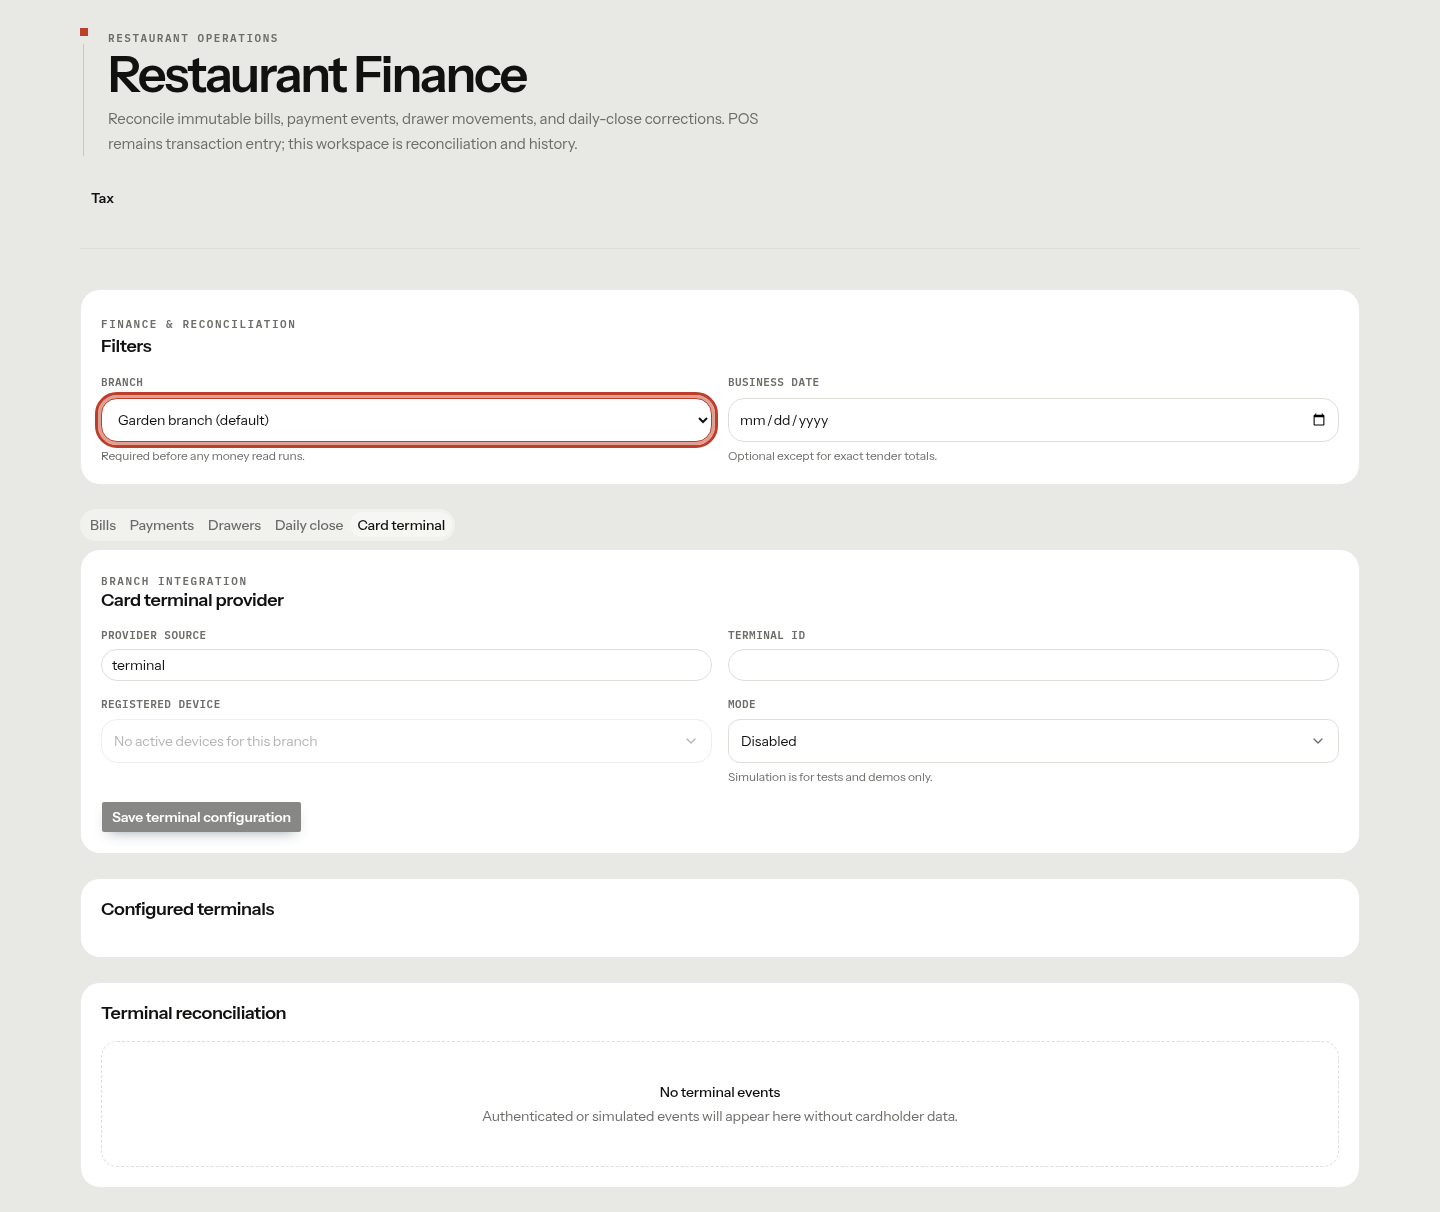 RESTAURANT OPERATIONS
Restaurant Finance
Reconcile immutable bills, payment events, drawer movements, and daily-close corrections. POS
remains transaction entry; this workspace is reconciliation and history.
Tax
FINANCE & RECONCILIATION
Filters
BRANCH
BUSINESS DATE
Garden branch (default)
mm/dd/yyyy
Required before any money read runs.
Optional except for exact tender totals.
Bills Payments Drawers Daily close Card terminal
BRANCH INTEGRATION
Card terminal provider
PROVIDER SOURCE
TERMINAL ID
terminal
REGISTERED DEVICE
MODE
No active devices for this branch
Disabled
Simulation is for tests and demos only.
Save terminal configuration
Configured terminals
Terminal reconciliation
No terminal events
Authenticated or simulated events will appear here without cardholder data.